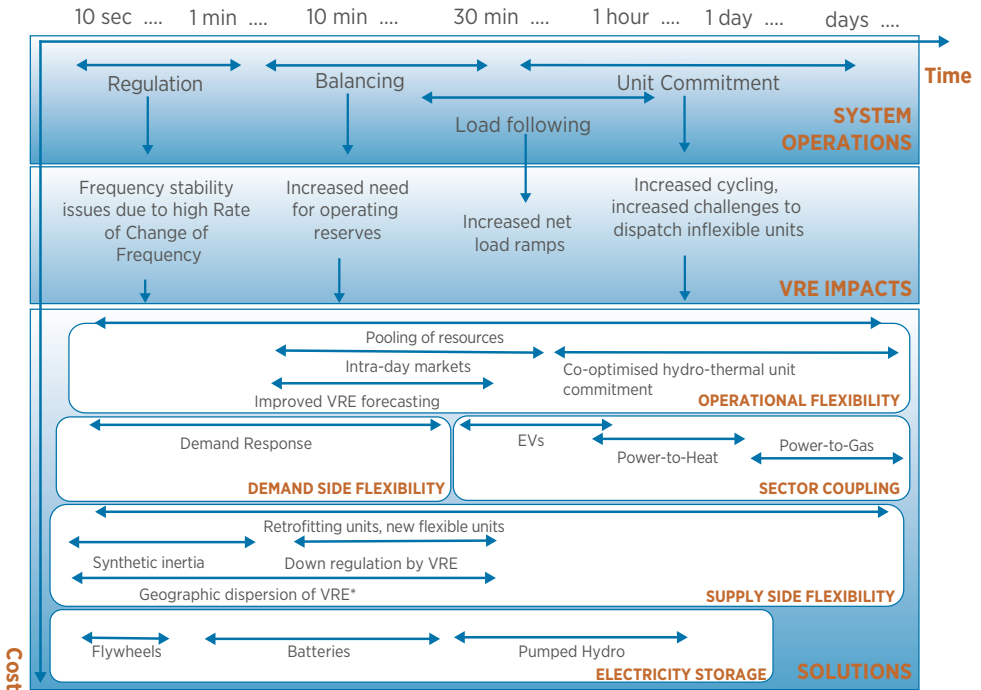 10 sec .... 1 min .... 10 min .... 30 min .... 1 hour .... 1 day .... days ....
Time
Regulation
Balancing
Unit Commitment
Load following
SYSTEM
OPERATIONS
Frequency stability
issues due to high Rate
of Change of
Frequency
Increased need
for operating
reserves
Increased net
load ramps
Increased cycling,
increased challenges to
dispatch inflexible units
VRE IMPACTS
Pooling of resources
Intra-day markets
Co-optimised hydro-thermal unit
commitment
Improved VRE forecasting
OPERATIONAL FLEXIBILITY
Demand Response
DEMAND SIDE FLEXIBILITY
EVs
Power-to-Heat
Power-to-Gas
SECTOR COUPLING
Retrofitting units, new flexible units
Synthetic inertia
Down regulation by VRE
Geographic dispersion of VRE*
SUPPLY SIDE FLEXIBILITY
Flywheels
Batteries
Pumped Hydro
ELECTRICITY STORAGE
SOLUTIONS
Cost